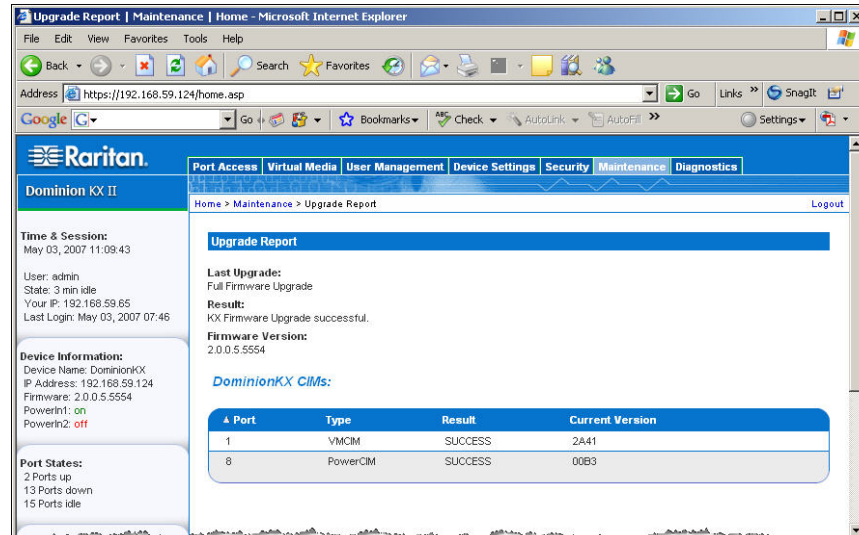 Upgrade Report | Maintenance | Home - Microsoft Internet Explorer
File Edit View Favorites Tools Help
Back Search Favorites
Address https://192.168.59.124/home.asp Go Links » SnagIt
Google G Go Bookmarks ABC Check AutoLink AutoFill » Settings
Raritan.
Port Access Virtual Media User Management Device Settings Security Maintenance Diagnostics
Dominion KX II
Home > Maintenance > Upgrade Report Logout
Time & Session:
May 03, 2007 11:09:43
User: admin
State: 3 min idle
Your IP: 192.168.59.65
Last Login: May 03, 2007 07:46
Device Information:
Device Name: DominionKX
IP Address: 192.168.59.124
Firmware: 2.0.0.5.5554
PowerIn1: on
PowerIn2: off
Port States:
2 Ports up
13 Ports down
15 Ports idle
Upgrade Report
Last Upgrade:
Full Firmware Upgrade
Result:
KX Firmware Upgrade successful.
Firmware Version:
2.0.0.5.5554
DominionKX CIMs:
▲ Port Type Result Current Version
1 VMCIM SUCCESS 2A41
8 PowerCIM SUCCESS 00B3